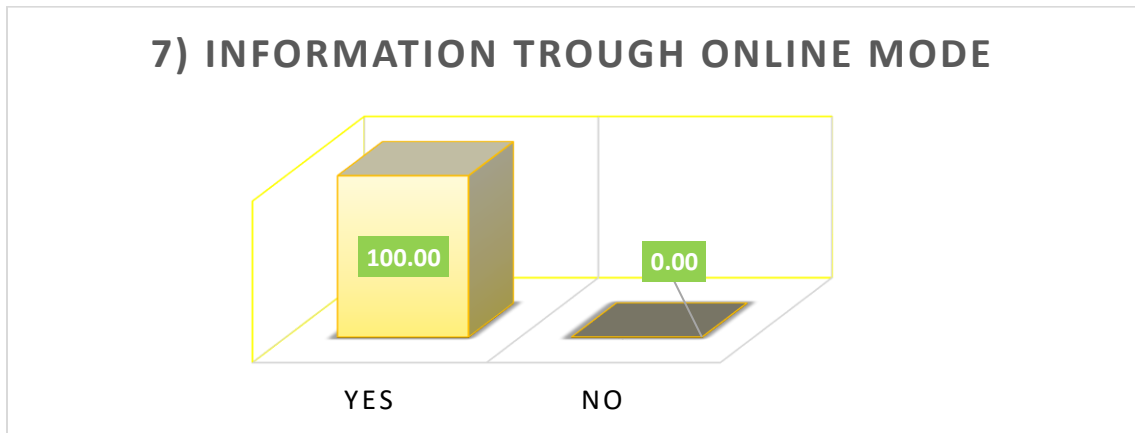 7) INFORMATION TROUGH ONLINE MODE
100.00
0.00
YES
NO